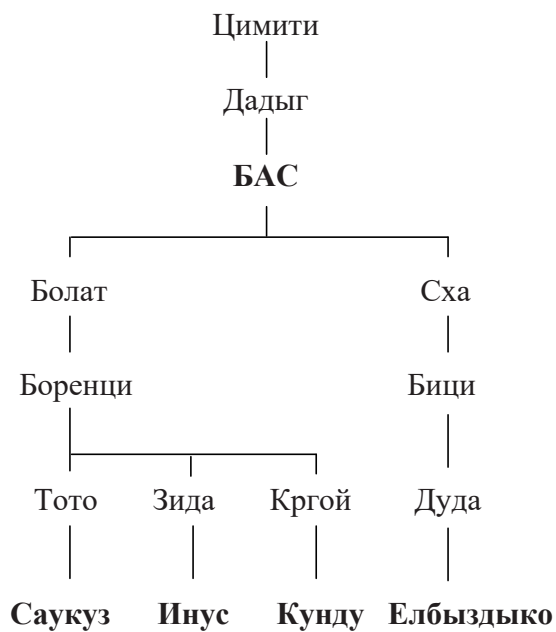 Цимити
Дадыг
БАС
Болат Сха
Боренци Бици
Тото Зида Кргой Дуда
Саукуз Инус Кунду Елбыздыко